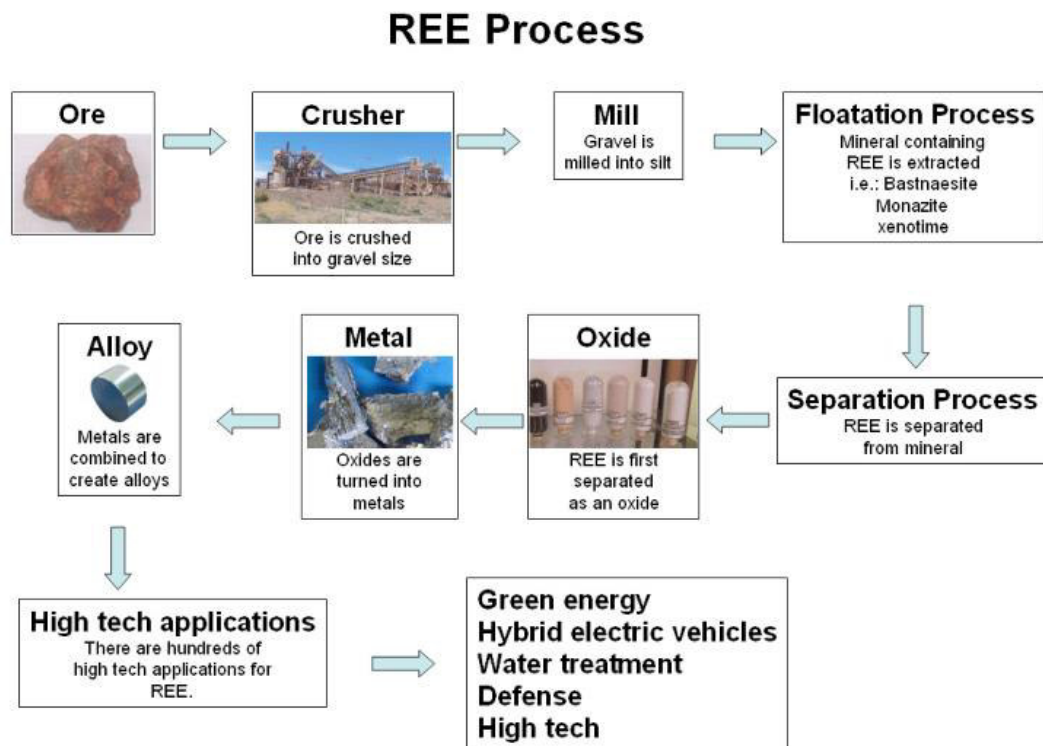 REE Process
Ore
Crusher
Ore is crushed
into gravel size
Mill
Gravel is
milled into silt
Floatation Process
Mineral containing
REE is extracted
i.e.: Bastnaesite
Monazite
xenotime
Separation Process
REE is separated
from mineral
Oxide
REE is first
separated
as an oxide
Metal
Oxides are
turned into
metals
Alloy
Metals are
combined to
create alloys
High tech applications
There are hundreds of
high tech applications for
REE.
Green energy
Hybrid electric vehicles
Water treatment
Defense
High tech